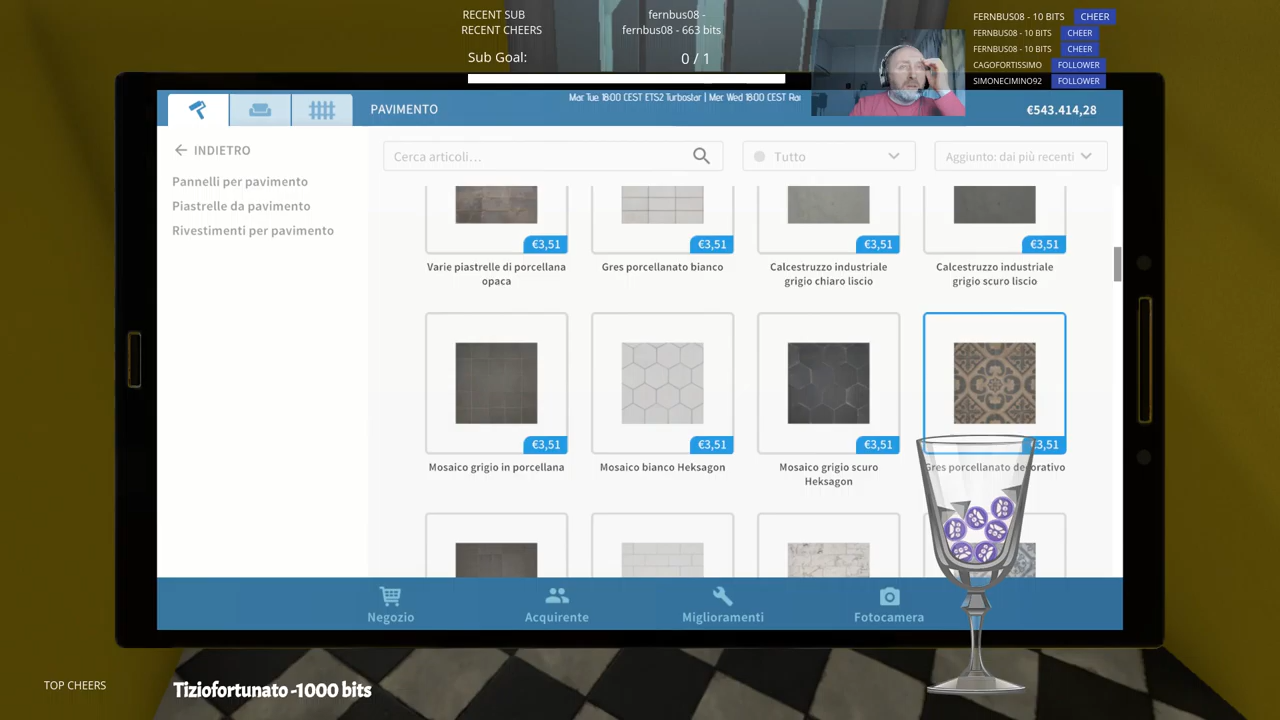 RECENT SUB
RECENT CHEERS
fernbus08 -
fernbus08 - 663 bits
Sub Goal:
0 / 1
FERNBUS08 - 10 BITS CHEER
FERNBUS08 - 10 BITS CHEER
FERNBUS08 - 10 BITS CHEER
CAGOFORTISSIMO FOLLOWER
SIMONECIMINO92 FOLLOWER
PAVIMENTO
Mar Tue 18:00 CEST ETS2 Turbostar | Mer Wed 18:00 CEST
€543.414,28
INDIETRO
Pannelli per pavimento
Piastrelle da pavimento
Rivestimenti per pavimento
Cerca articoli...
Tutto
Aggiunto: dai più recenti
€3,51
€3,51
€3,51
€3,51
Varie piastrelle di porcellana
opaca
Gres porcellanato bianco
Calcestruzzo industriale
grigio chiaro liscio
Calcestruzzo industriale
grigio scuro liscio
€3,51
€3,51
€3,51
€3,51
Mosaico grigio in porcellana
Mosaico bianco Heksagon
Mosaico grigio scuro
Heksagon
Gres porcellanato decorativo
Negozio
Acquirente
Miglioramenti
Fotocamera
TOP CHEERS
Tiziofortunato -1000 bits